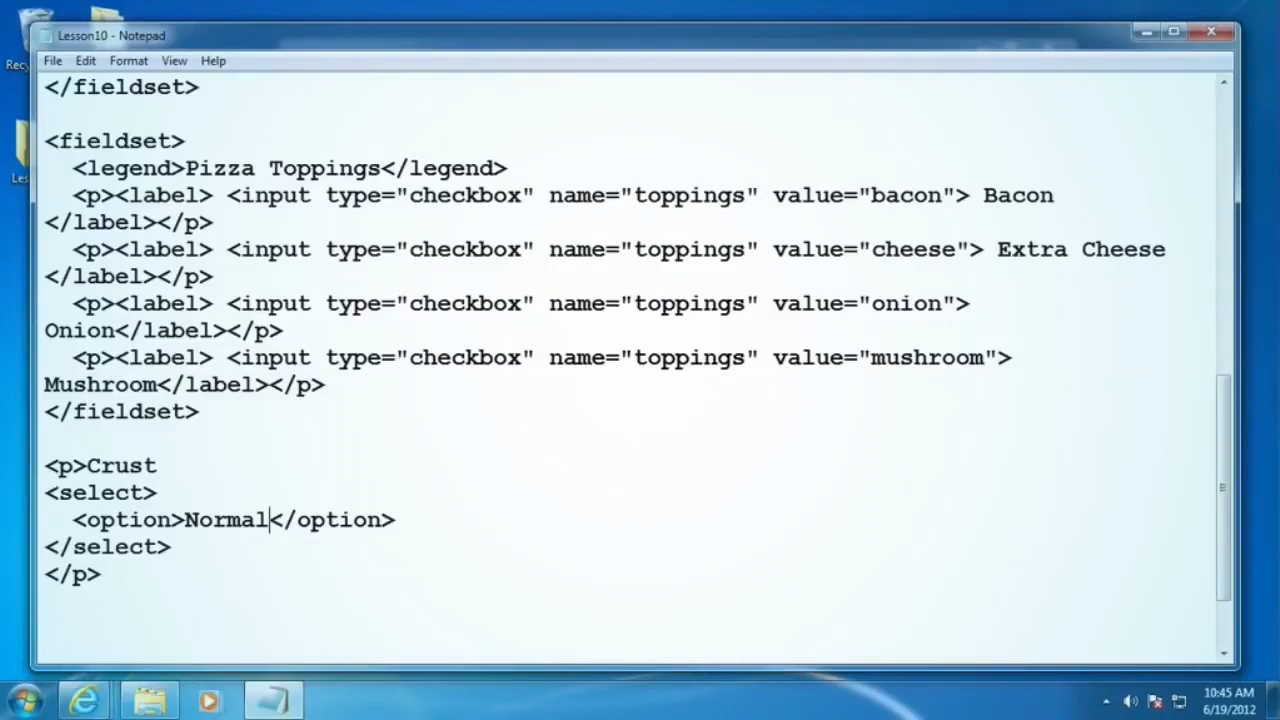 Lesson10 - Notepad
Recy
File Edit Format View Help
</fieldset>
<fieldset>
<legend>Pizza Toppings</legend>
<p><label> <input type="checkbox" name="toppings" value="bacon"> Bacon
</label></p>
<p><label> <input type="checkbox" name="toppings" value="cheese"> Extra Cheese
</label></p>
<p><label> <input type="checkbox" name="toppings" value="onion">
Onion</label></p>
<p><label> <input type="checkbox" name="toppings" value="mushroom">
Mushroom</label></p>
</fieldset>
<p>Crust
<select>
<option>Normal</option>
</select>
</p>
Les
10:45 AM
6/19/2012